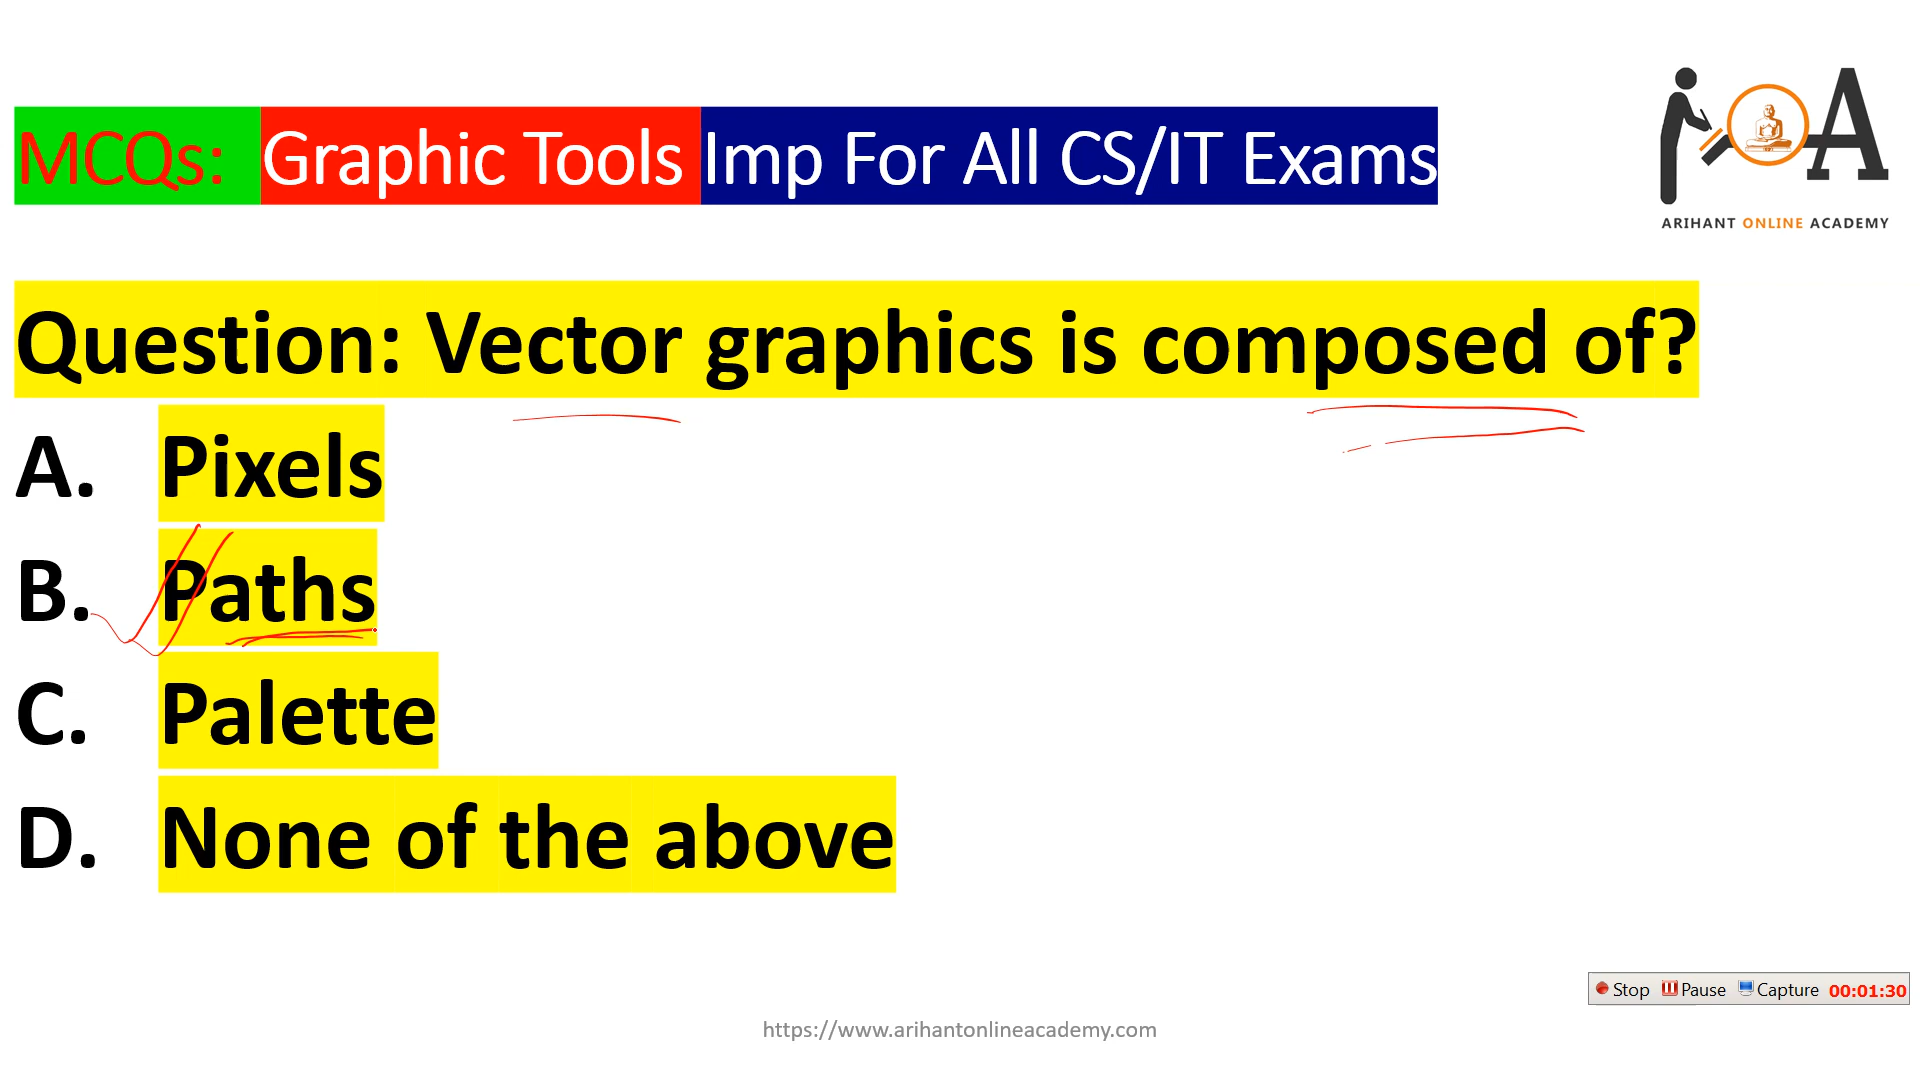 MCQs: Graphic Tools Imp For All CS/IT Exams
ARIHANT ONLINE ACADEMY
Question: Vector graphics is composed of?
A. Pixels
B. Paths
C. Palette
D. None of the above
Stop Pause Capture 00:01:30
https://www.arihantonlineacademy.com